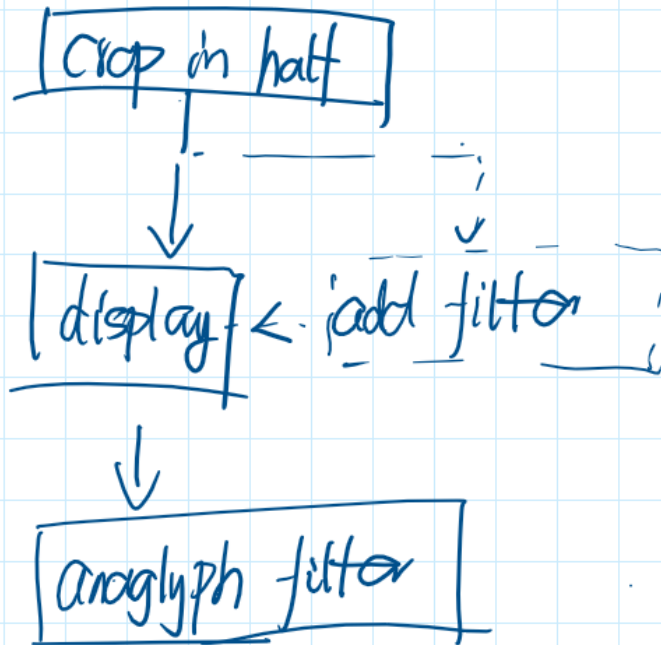 crop in half
display
add filter
anaglyph filter